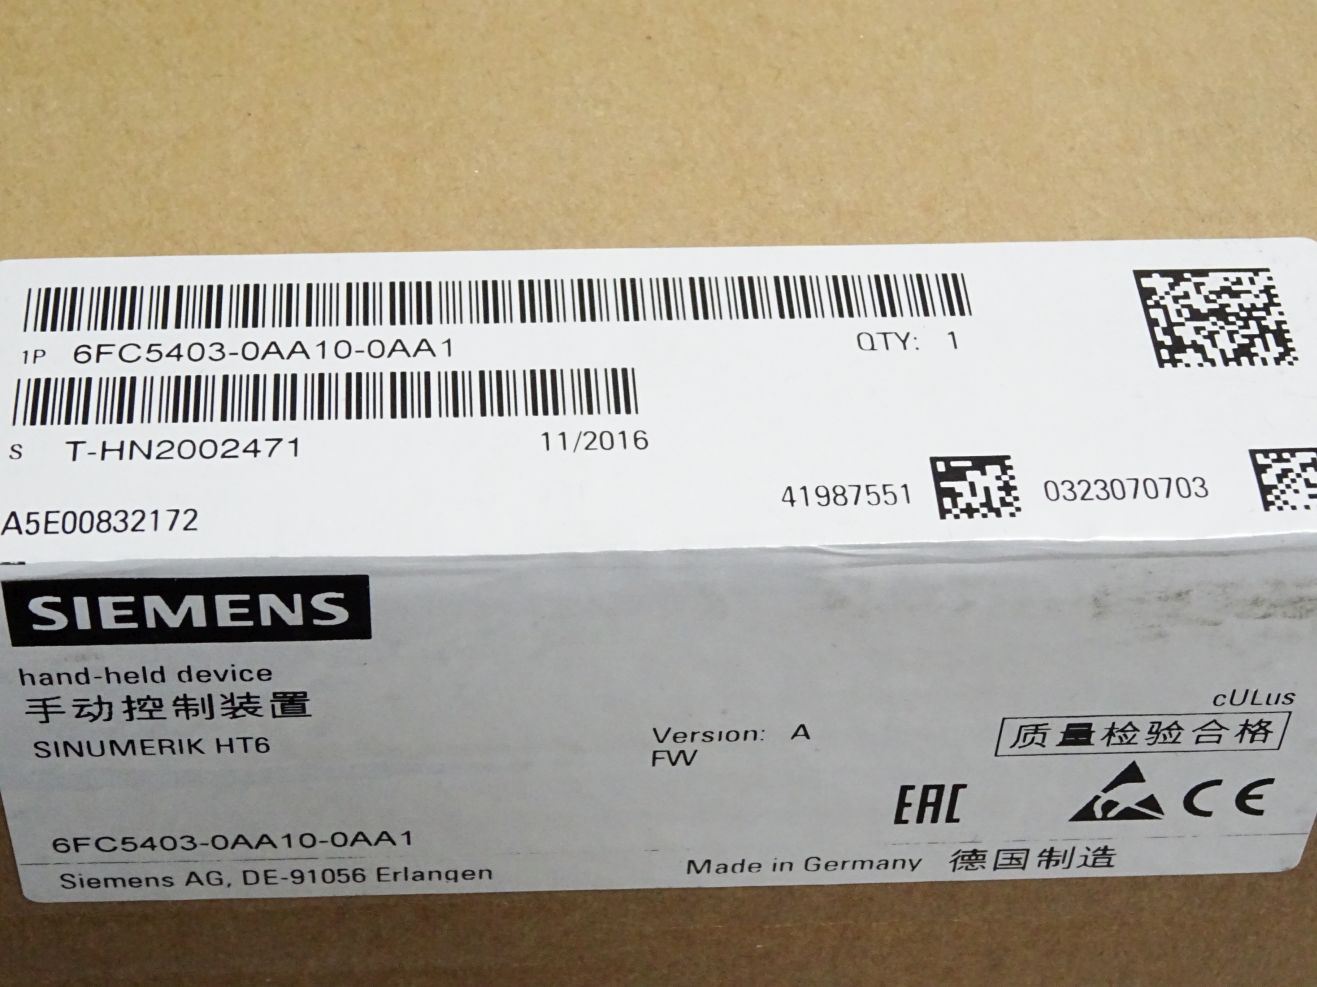 1P 6FC5403-0AA10-0AA1 QTY: 1
S T-HN2002471 11/2016
A5E00832172 41987551 0323070703
SIEMENS
hand-held device
手动控制装置
SINUMERIK HT6
Version: A
FW
cULus
质量检验合格
EAC CE
6FC5403-0AA10-0AA1
Siemens AG, DE-91056 Erlangen
Made in Germany 德国制造